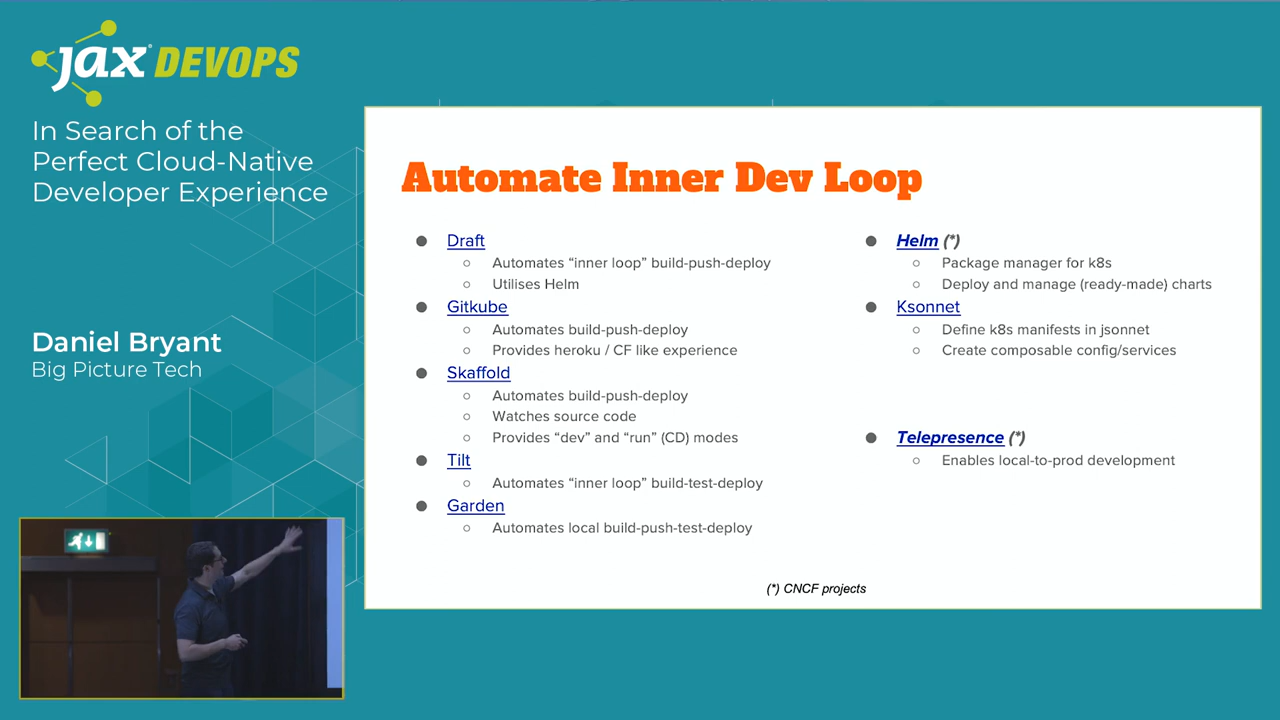 jax DEVOPS
In Search of the
Perfect Cloud-Native
Developer Experience
Daniel Bryant
Big Picture Tech
Automate Inner Dev Loop
● Draft
○ Automates “inner loop” build-push-deploy
○ Utilises Helm
● Gitkube
○ Automates build-push-deploy
○ Provides heroku / CF like experience
● Skaffold
○ Automates build-push-deploy
○ Watches source code
○ Provides “dev” and “run” (CD) modes
● Tilt
○ Automates “inner loop” build-test-deploy
● Garden
○ Automates local build-push-test-deploy
● Helm (*)
○ Package manager for k8s
○ Deploy and manage (ready-made) charts
● Ksonnet
○ Define k8s manifests in jsonnet
○ Create composable config/services
● Telepresence (*)
○ Enables local-to-prod development
(*) CNCF projects